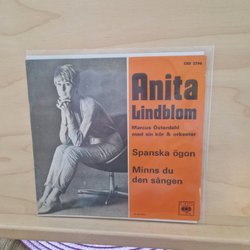 Anita
Lindblom
Marcus Österdahl
med sin kör & orkester
Spanska ögon
Minns du
den sången
CBS